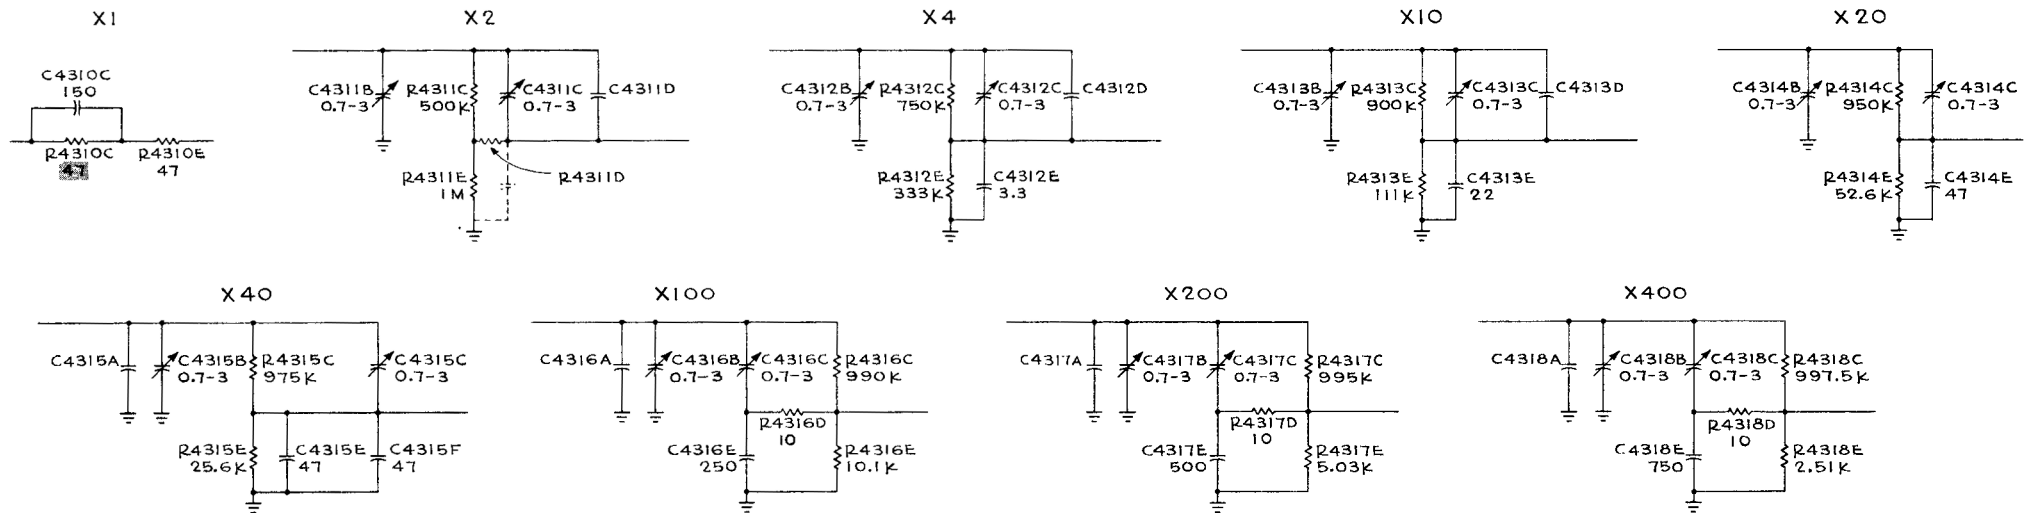 X1
C4310C
150
R4310C
47
R4310E
47
X2
C4311B
0.7-3
R4311C
500K
C4311C
0.7-3
C4311D
R4311E
1M
R4311D
X4
C4312B
0.7-3
R4312C
750K
C4312C
0.7-3
C4312D
R4312E
333K
C4312E
3.3
X10
C4313B
0.7-3
R4313C
900K
C4313C
0.7-3
C4313D
R4313E
111K
C4313E
22
X20
C4314B
0.7-3
R4314C
950K
C4314C
0.7-3
R4314E
52.6K
C4314E
47
X40
C4315A
C4315B
0.7-3
R4315C
975K
C4315C
0.7-3
R4315E
25.6K
C4315E
47
C4315F
47
X100
C4316A
C4316B
0.7-3
C4316C
0.7-3
R4316C
990K
R4316D
10
C4316E
250
R4316E
10.1K
X200
C4317A
C4317B
0.7-3
C4317C
0.7-3
R4317C
995K
R4317D
10
C4317E
500
R4317E
5.03K
X400
C4318A
C4318B
0.7-3
C4318C
0.7-3
R4318C
997.5K
R4318D
10
C4318E
750
R4318E
2.51K